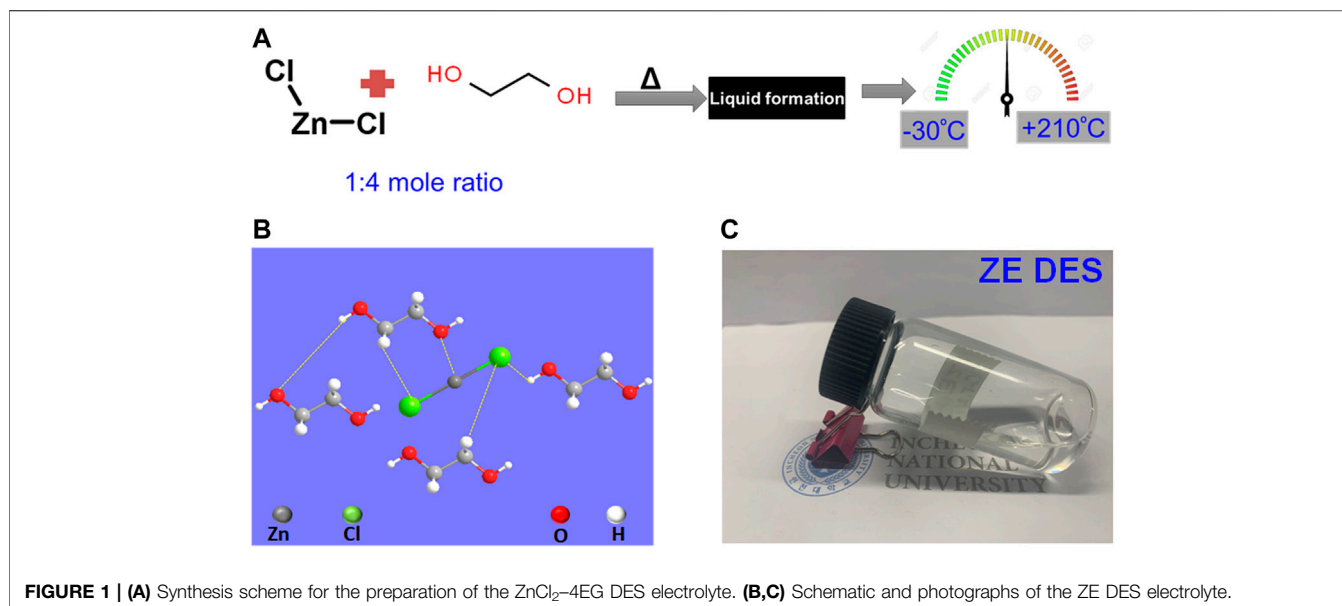 A
Cl
Zn—Cl
HO
OH
Δ
Liquid formation
-30°C
+210°C
1:4 mole ratio
B
Zn
Cl
O
H
C
ZE DES
NATIONAL
UNIVERSITY
FIGURE 1 | (A) Synthesis scheme for the preparation of the ZnCl₂–4EG DES electrolyte. (B,C) Schematic and photographs of the ZE DES electrolyte.